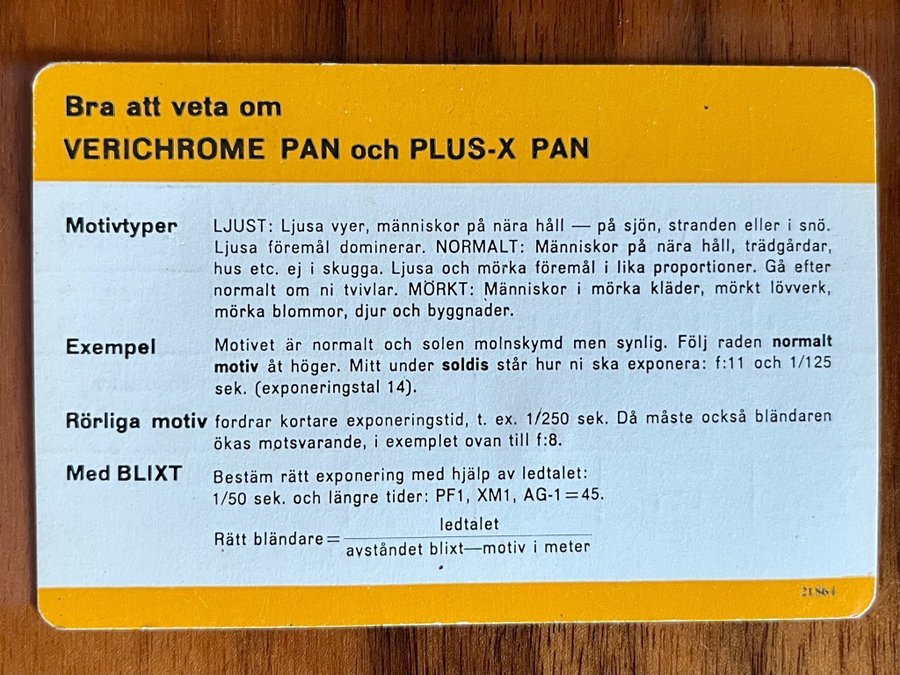 Bra att veta om
VERICHROME PAN och PLUS-X PAN
Motivtyper LJUST: Ljusa vyer, människor på nära håll — på sjön, stranden eller i snö.
Ljusa föremål dominerar. NORMALT: Människor på nära håll, trädgårdar,
hus etc. ej i skugga. Ljusa och mörka föremål i lika proportioner. Gå efter
normalt om ni tvivlar. MÖRKT: Människor i mörka kläder, mörkt lövverk,
mörka blommor, djur och byggnader.
Exempel Motivet är normalt och solen molnskymd men synlig. Följ raden normalt
motiv åt höger. Mitt under soldis står hur ni ska exponera: f:11 och 1/125
sek. (exponeringstal 14).
Rörliga motiv fordrar kortare exponeringstid, t. ex. 1/250 sek. Då måste också bländaren
ökas motsvarande, i exemplet ovan till f:8.
Med BLIXT Bestäm rätt exponering med hjälp av ledtalet:
1/50 sek. och längre tider: PF1, XM1, AG-1=45.
ledtalet
Rätt bländare=
avståndet blixt—motiv i meter
21864